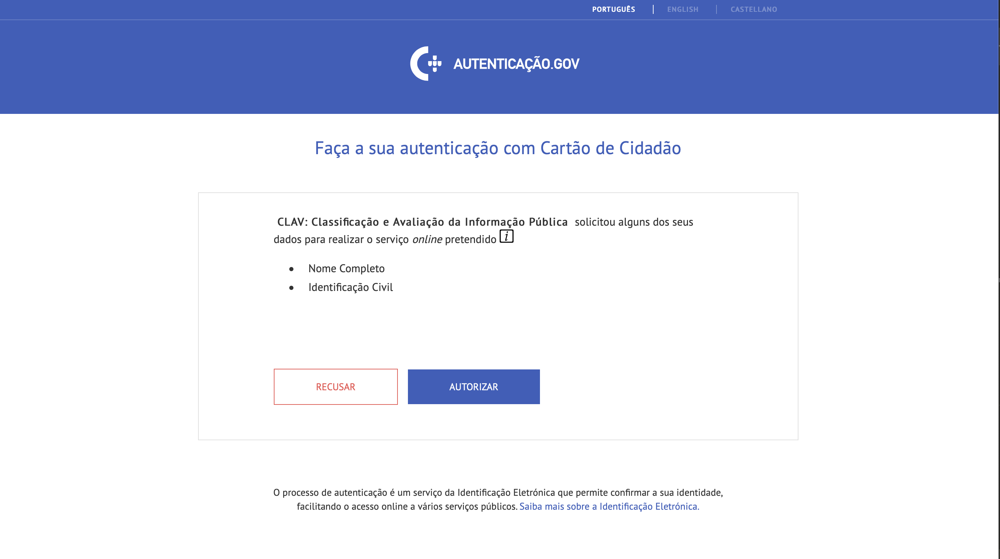 PORTUGUÊS | ENGLISH | CASTELLANO
AUTENTICAÇÃO.GOV
Faça a sua autenticação com Cartão de Cidadão
CLAV: Classificação e Avaliação da Informação Pública solicitou alguns dos seus
dados para realizar o serviço online pretendido i
• Nome Completo
• Identificação Civil
RECUSAR AUTORIZAR
O processo de autenticação é um serviço da Identificação Eletrónica que permite confirmar a sua identidade,
facilitando o acesso online a vários serviços públicos. Saiba mais sobre a Identificação Eletrónica.